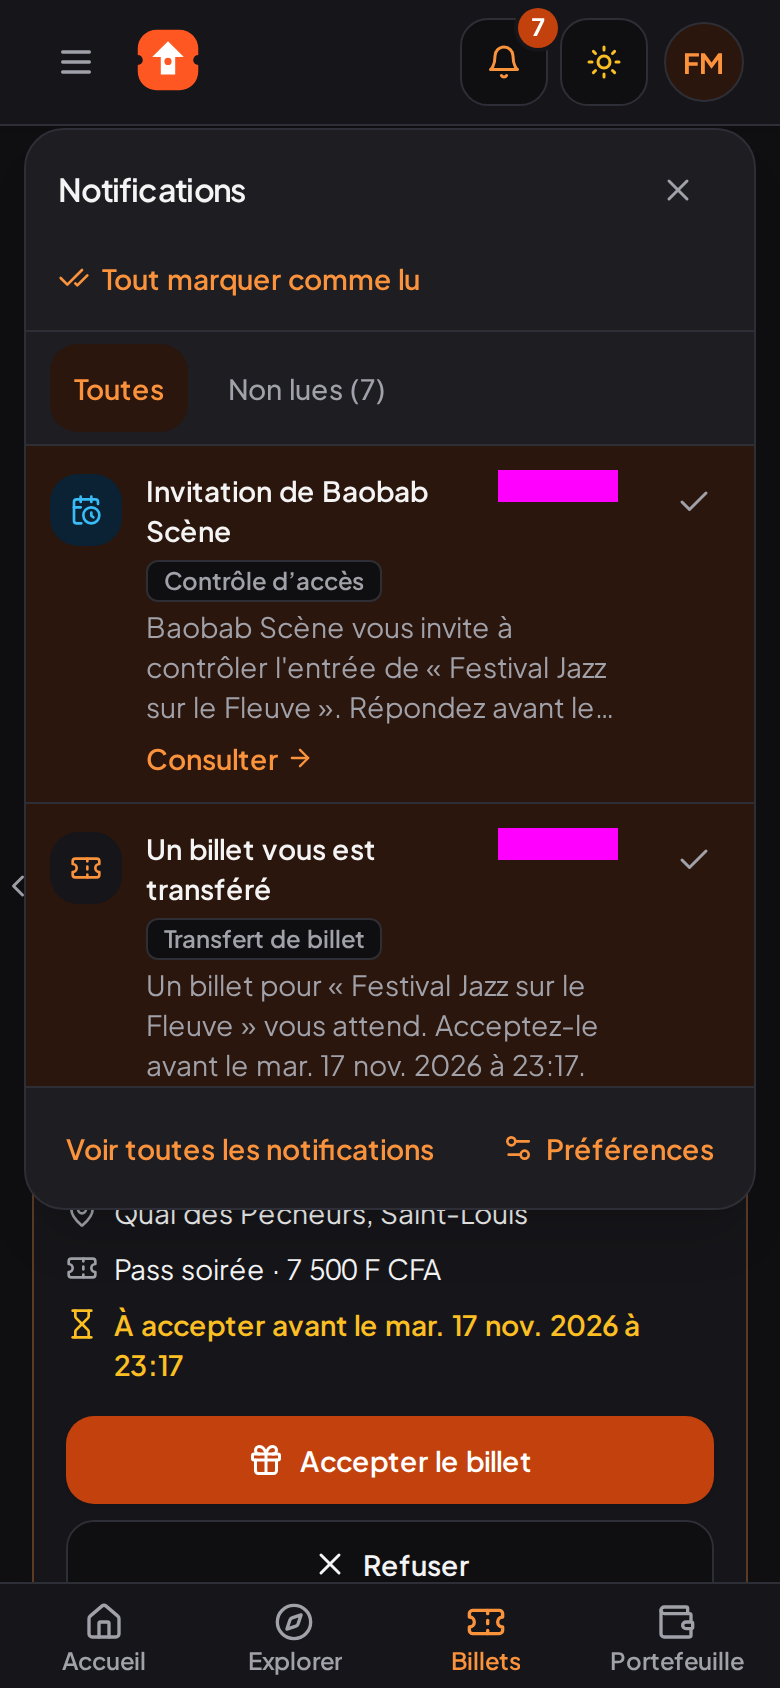 7
FM
Notifications
Tout marquer comme lu
Toutes
Non lues (7)
Invitation de Baobab
Scène
Contrôle d’accès
Baobab Scène vous invite à
contrôler l'entrée de « Festival Jazz
sur le Fleuve ». Répondez avant le…
Consulter
Un billet vous est
transféré
Transfert de billet
Un billet pour « Festival Jazz sur le
Fleuve » vous attend. Acceptez-le
avant le mar. 17 nov. 2026 à 23:17.
Voir toutes les notifications
Préférences
Quai des Pêcheurs, Saint-Louis
Pass soirée · 7 500 F CFA
À accepter avant le mar. 17 nov. 2026 à
23:17
Accepter le billet
Refuser
Accueil
Explorer
Billets
Portefeuille